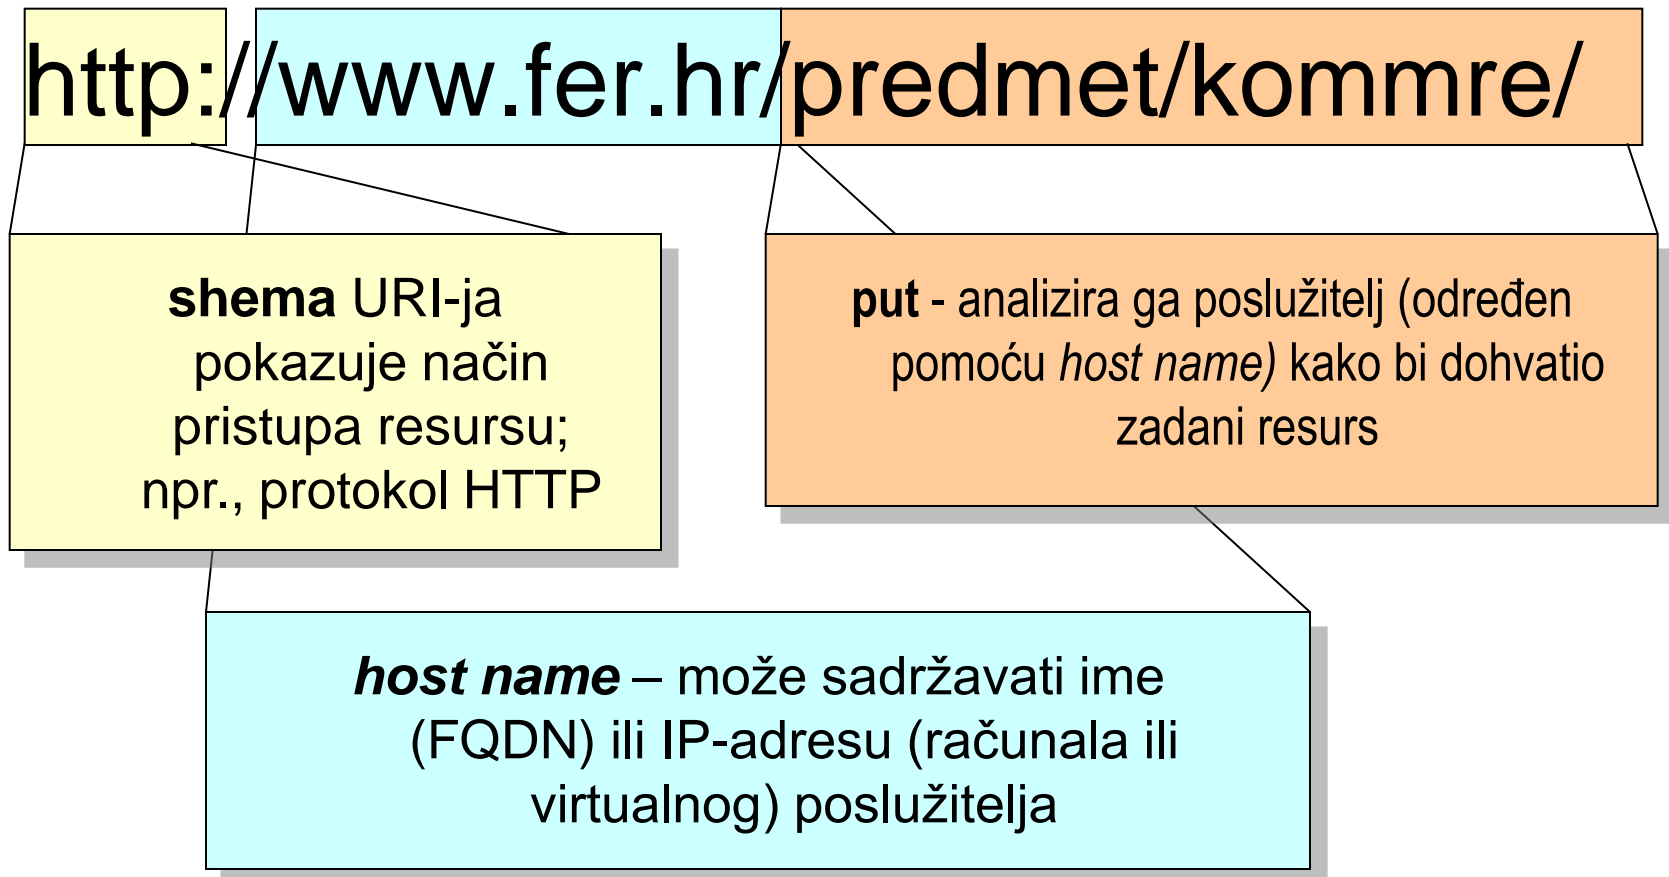 http://www.fer.hr/predmet/kommre/
shema URI-ja
pokazuje način
pristupa resursu;
npr., protokol HTTP
put - analizira ga poslužitelj (određen
pomoću host name) kako bi dohvatio
zadani resurs
host name – može sadržavati ime
(FQDN) ili IP-adresu (računala ili
virtualnog) poslužitelja